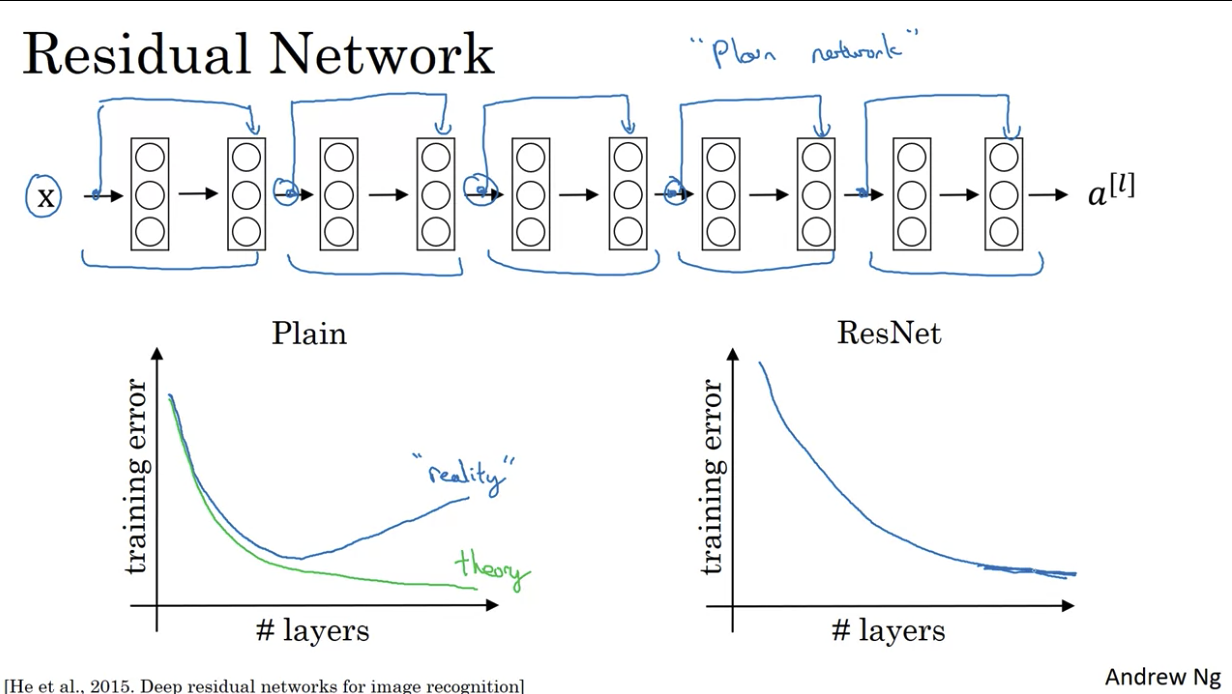 Residual Network
"Plain network"
x
a[l]
Plain
ResNet
training error
"reality"
theory
# layers
training error
# layers
[He et al., 2015. Deep residual networks for image recognition]
Andrew Ng